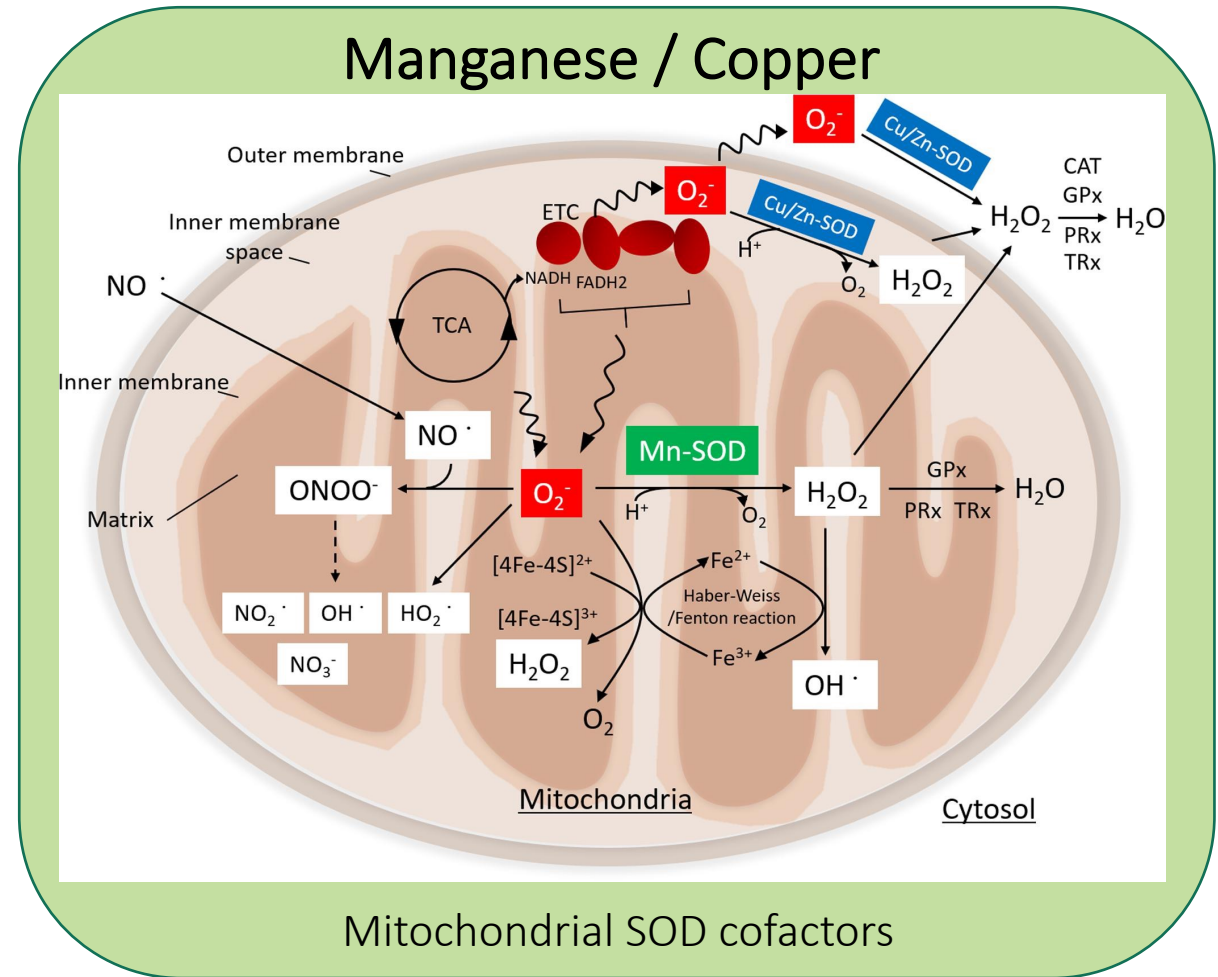 Manganese / Copper
O₂⁻
Cu/Zn-SOD
Outer membrane
CAT
GPx
H₂O₂
H₂O
PRx
TRx
O₂⁻
Cu/Zn-SOD
ETC
H⁺
O₂
H₂O₂
Inner membrane
space
NO ·
NADH
FADH2
TCA
Inner membrane
NO ·
Mn-SOD
ONOO⁻
O₂⁻
H⁺
O₂
H₂O₂
GPx
PRx TRx
H₂O
Matrix
[4Fe-4S]²⁺
Fe²⁺
Haber-Weiss
/Fenton reaction
[4Fe-4S]³⁺
Fe³⁺
NO₂ ·
OH ·
HO₂ ·
NO₃⁻
H₂O₂
OH ·
O₂
Mitochondria
Cytosol
Mitochondrial SOD cofactors